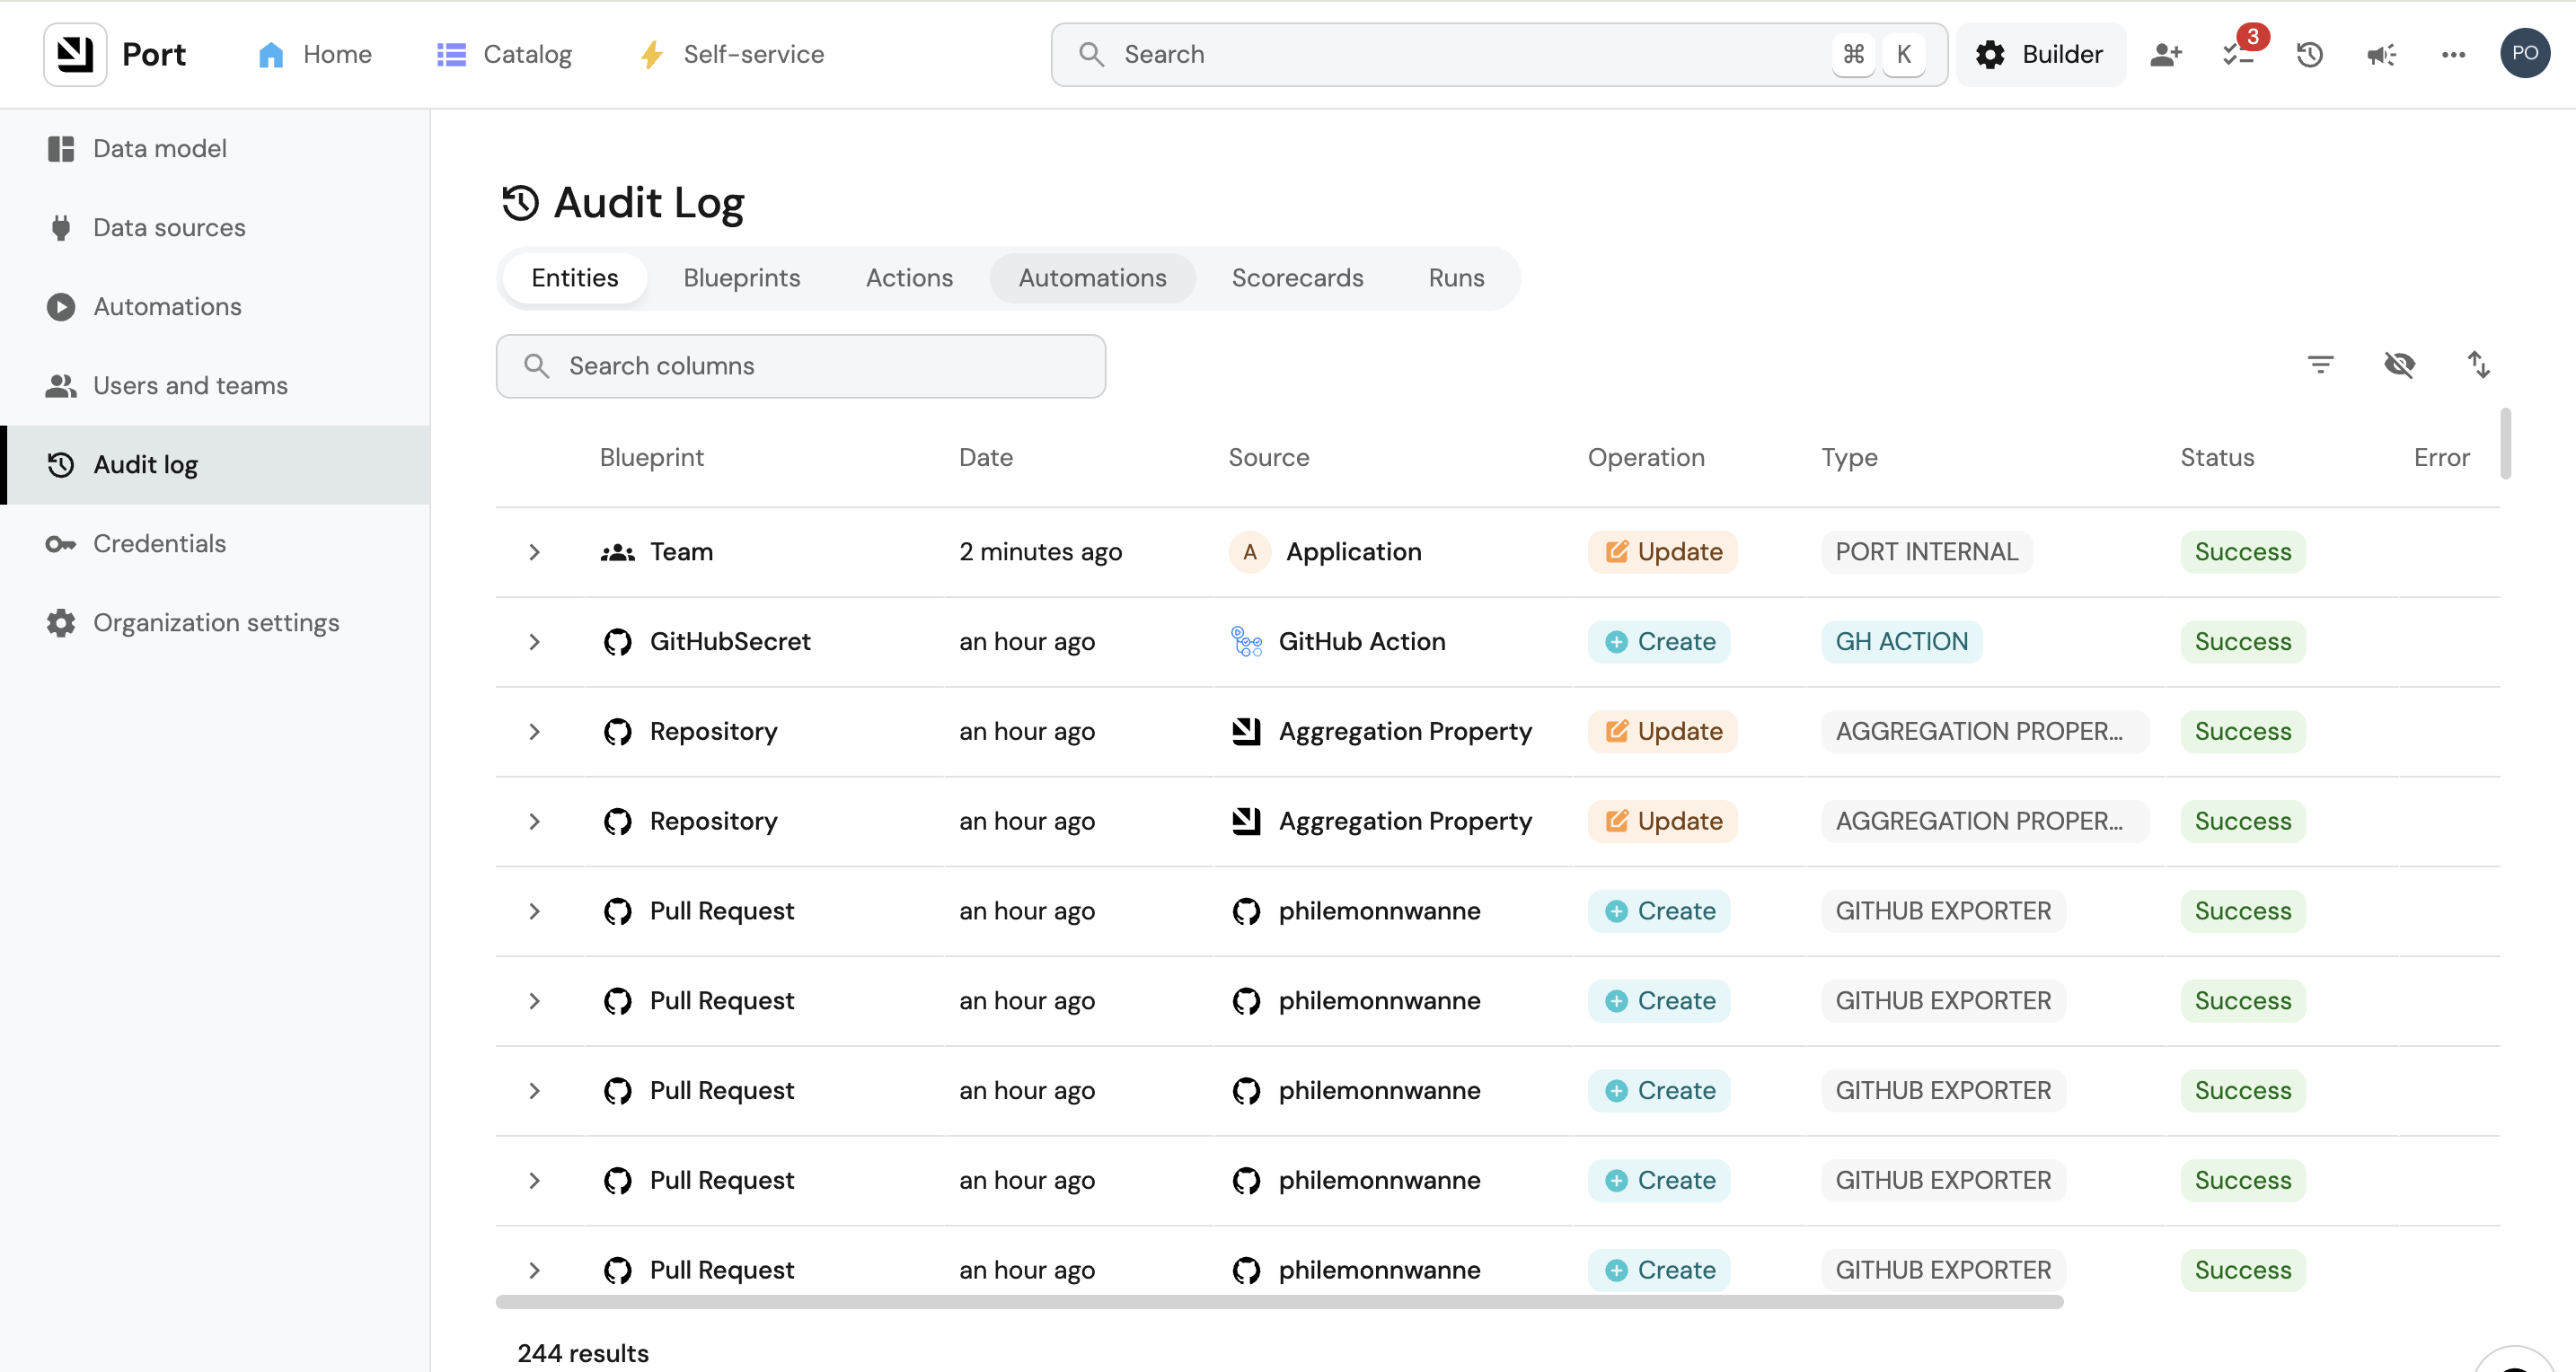 Port Home Catalog Self-service Search ⌘ K Builder 3 PO
Data model
Data sources
Automations
Users and teams
Audit log
Credentials
Organization settings
Audit Log
Entities Blueprints Actions Automations Scorecards Runs
Search columns
Blueprint Date Source Operation Type Status Error
Team 2 minutes ago A Application Update PORT INTERNAL Success
GitHubSecret an hour ago GitHub Action Create GH ACTION Success
Repository an hour ago Aggregation Property Update AGGREGATION PROPER... Success
Repository an hour ago Aggregation Property Update AGGREGATION PROPER... Success
Pull Request an hour ago philemonnwanne Create GITHUB EXPORTER Success
Pull Request an hour ago philemonnwanne Create GITHUB EXPORTER Success
Pull Request an hour ago philemonnwanne Create GITHUB EXPORTER Success
Pull Request an hour ago philemonnwanne Create GITHUB EXPORTER Success
Pull Request an hour ago philemonnwanne Create GITHUB EXPORTER Success
244 results